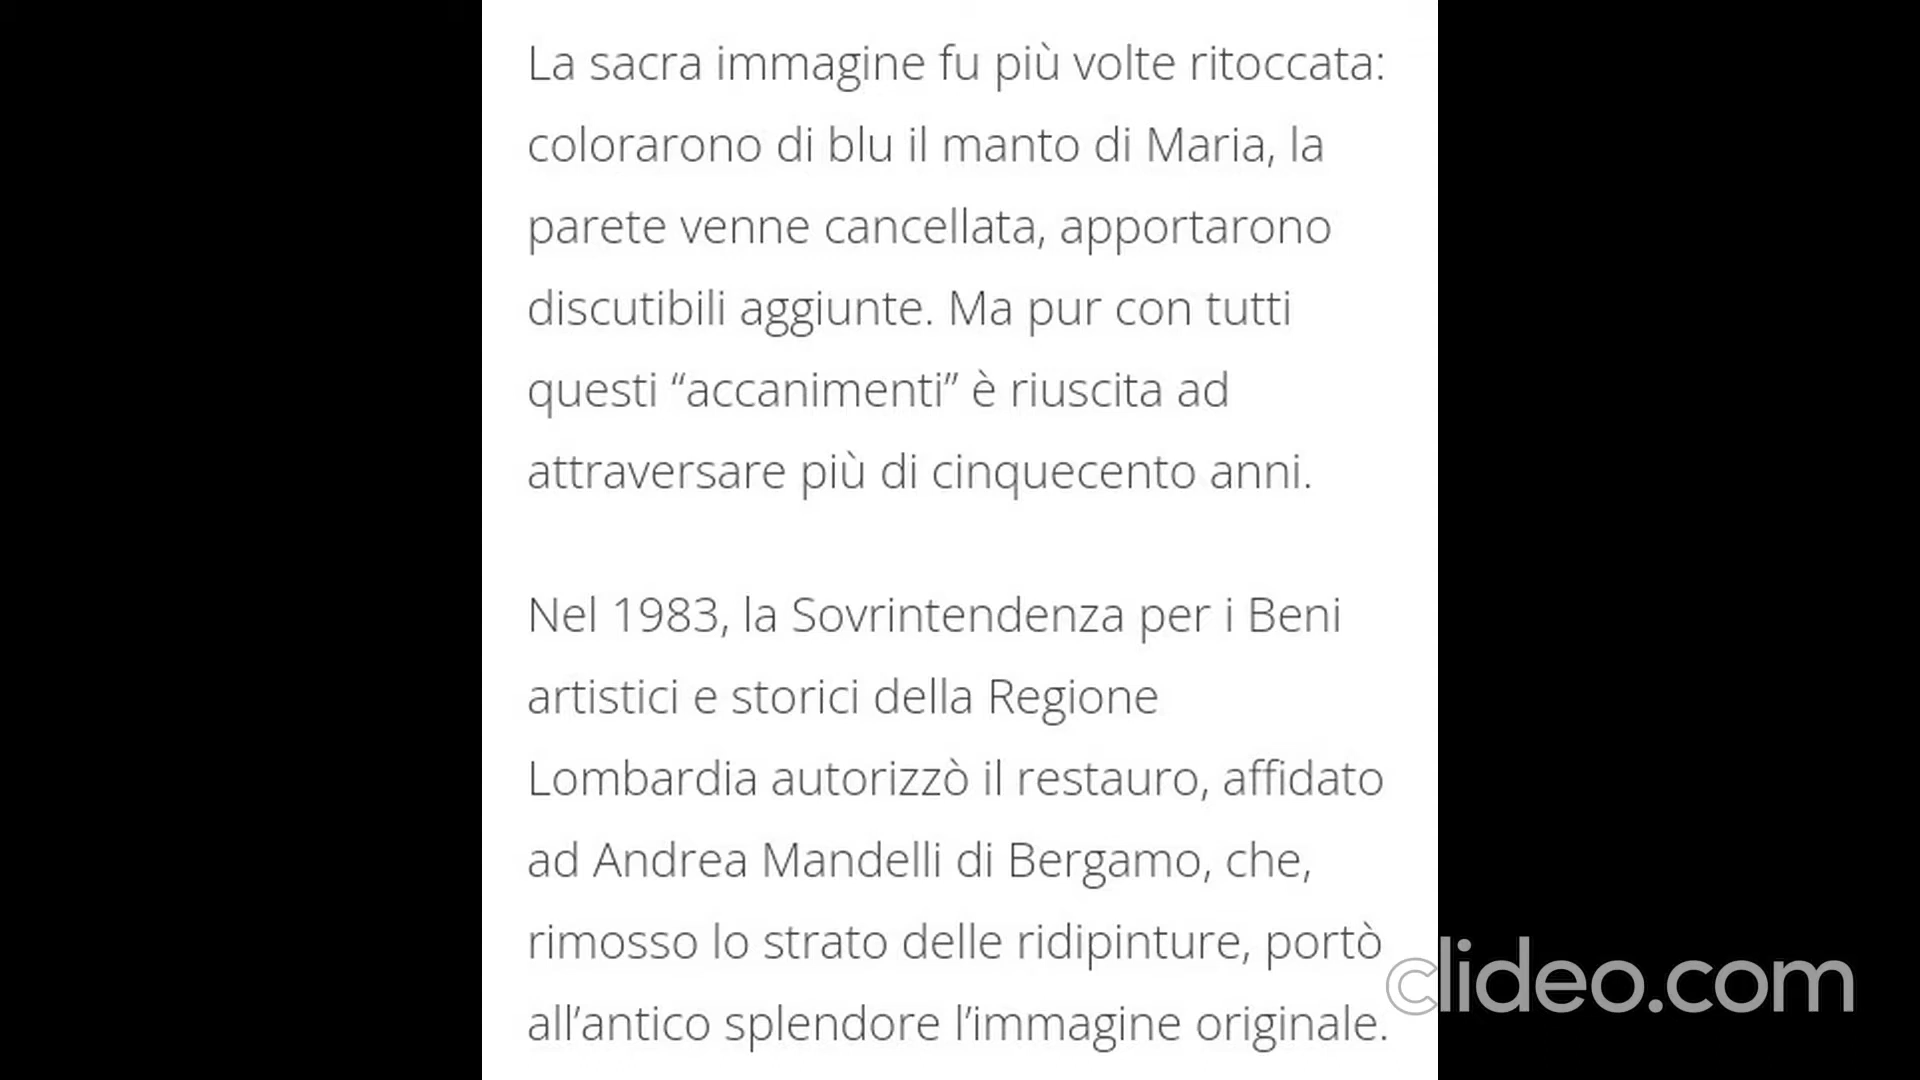 La sacra immagine fu più volte ritoccata:
colorarono di blu il manto di Maria, la
parete venne cancellata, apportarono
discutibili aggiunte. Ma pur con tutti
questi “accanimenti” è riuscita ad
attraversare più di cinquecento anni.
Nel 1983, la Sovrintendenza per i Beni
artistici e storici della Regione
Lombardia autorizzò il restauro, affidato
ad Andrea Mandelli di Bergamo, che,
rimosso lo strato delle ridipinture, portò
all’antico splendore l’immagine originale.
clideo.com